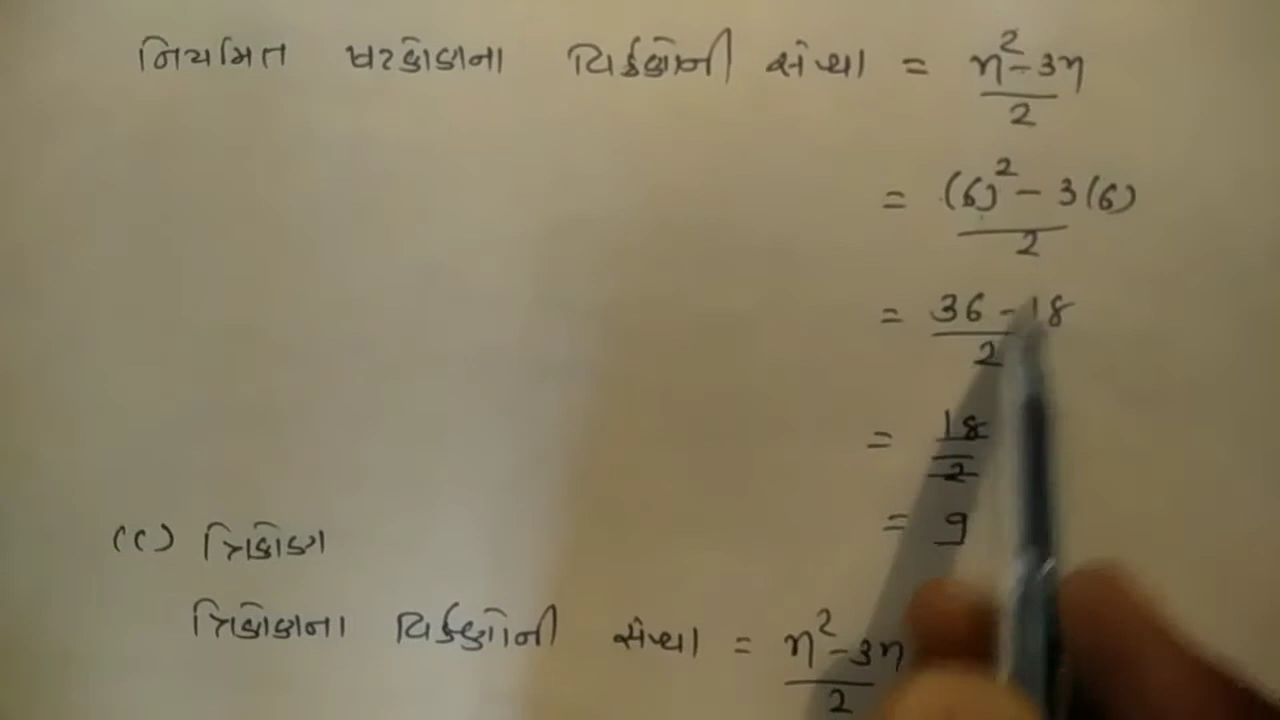 નિયમિત ષટકોણના વિકર્ણોની સંખ્યા = n² - 3n / 2
= (6)² - 3(6) / 2
= 36 - 18 / 2
= 18 / 2
= 9
(c) ત્રિકોણ
ત્રિકોણના વિકર્ણોની સંખ્યા = n² - 3n / 2